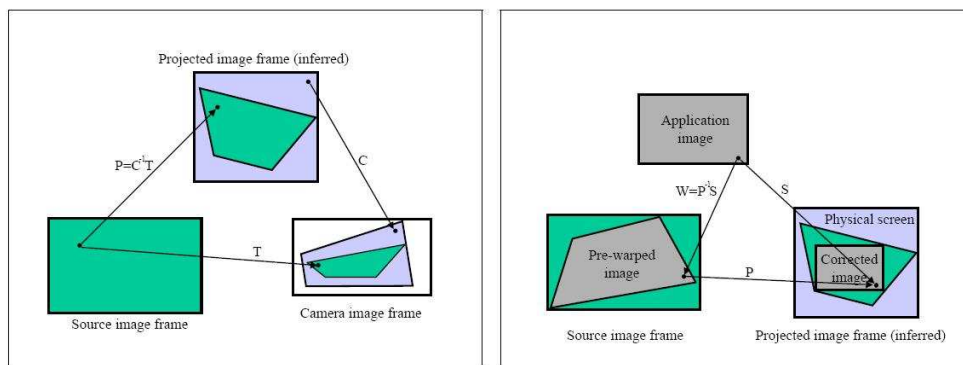 Projected image frame (inferred)
P=C⁻¹T
C
T
Source image frame
Camera image frame
Application
image
W=P⁻¹S
S
Physical screen
Pre-warped
image
Corrected
image
P
Source image frame
Projected image frame (inferred)